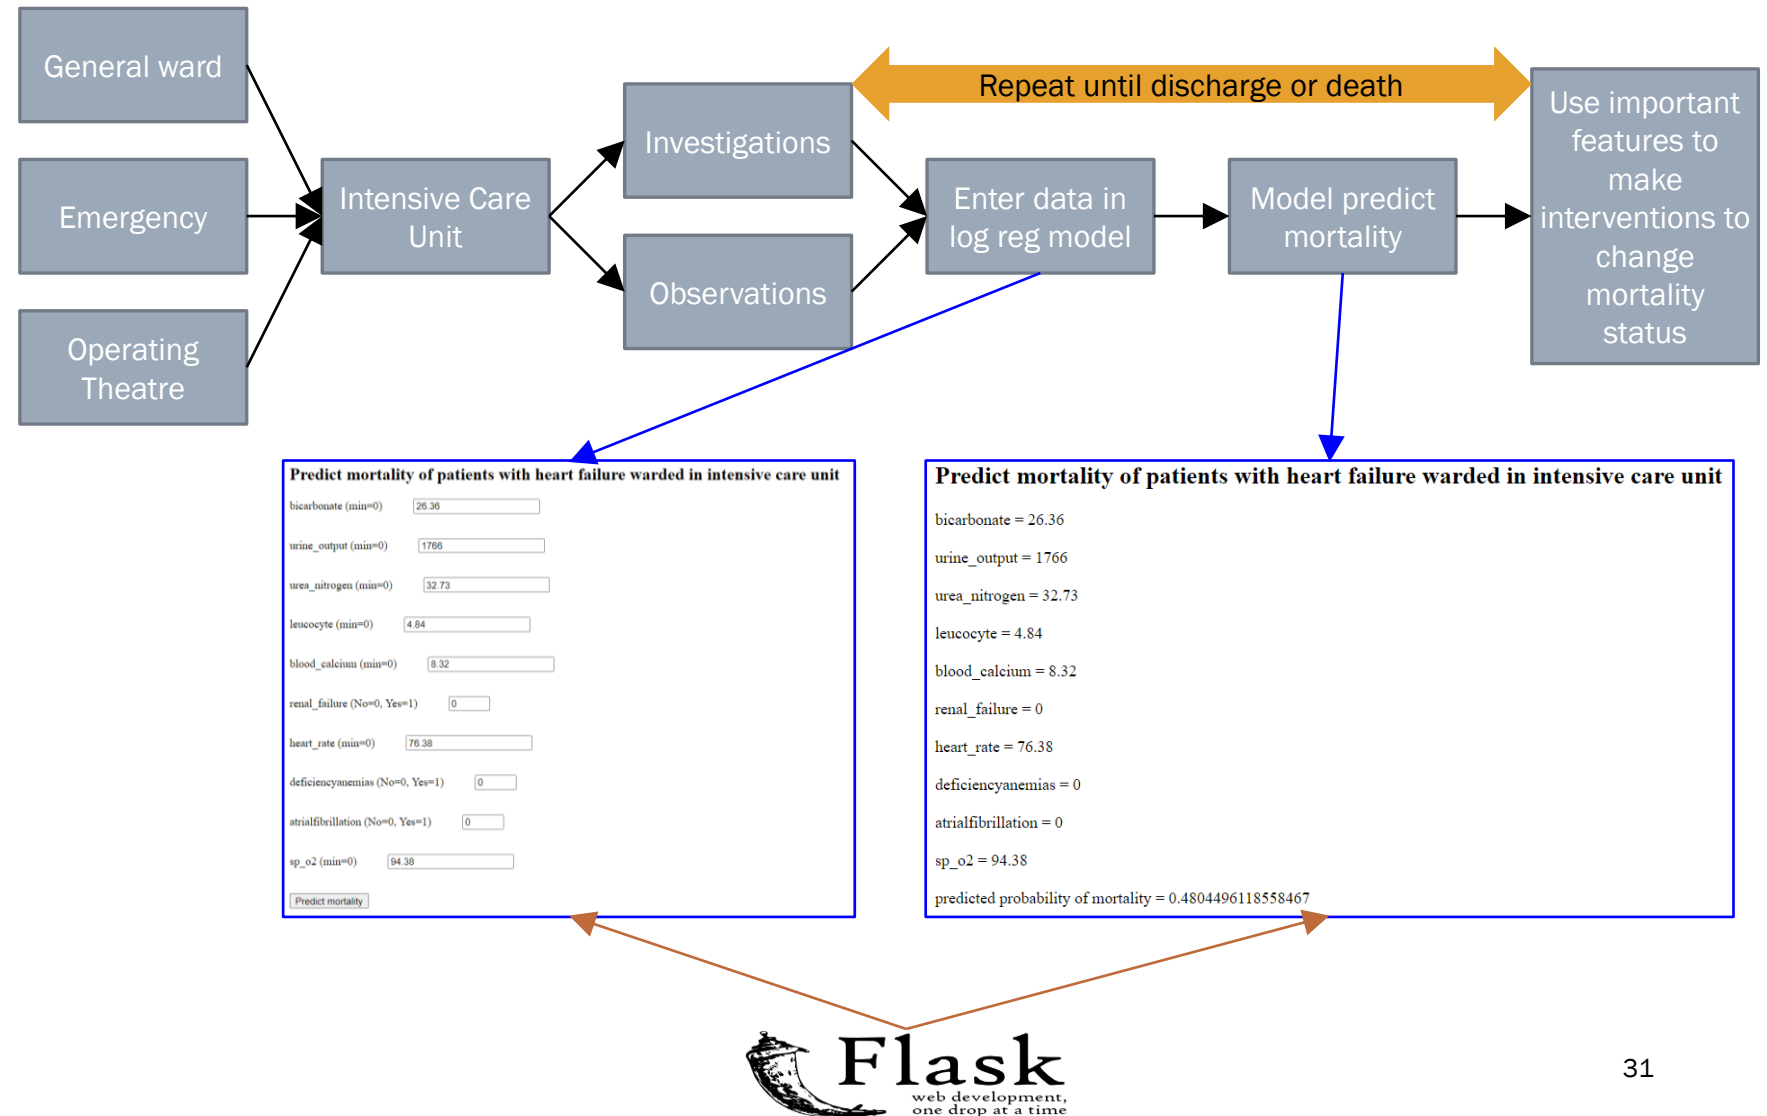 General ward
Emergency
Operating
Theatre
Intensive Care
Unit
Investigations
Observations
Repeat until discharge or death
Enter data in
log reg model
Model predict
mortality
Use important
features to
make
interventions to
change
mortality
status
Predict mortality of patients with heart failure warded in intensive care unit
bicarbonate (min=0) 26.36
urine_output (min=0) 1766
urea_nitrogen (min=0) 32.73
leucocyte (min=0) 4.84
blood_calcium (min=0) 8.32
renal_failure (No=0, Yes=1) 0
heart_rate (min=0) 76.38
deficiencyanemias (No=0, Yes=1) 0
atrialfibrillation (No=0, Yes=1) 0
sp_o2 (min=0) 94.38
Predict mortality
Predict mortality of patients with heart failure warded in intensive care unit
bicarbonate = 26.36
urine_output = 1766
urea_nitrogen = 32.73
leucocyte = 4.84
blood_calcium = 8.32
renal_failure = 0
heart_rate = 76.38
deficiencyanemias = 0
atrialfibrillation = 0
sp_o2 = 94.38
predicted probability of mortality = 0.4804496118558467
Flask
web development,
one drop at a time
31